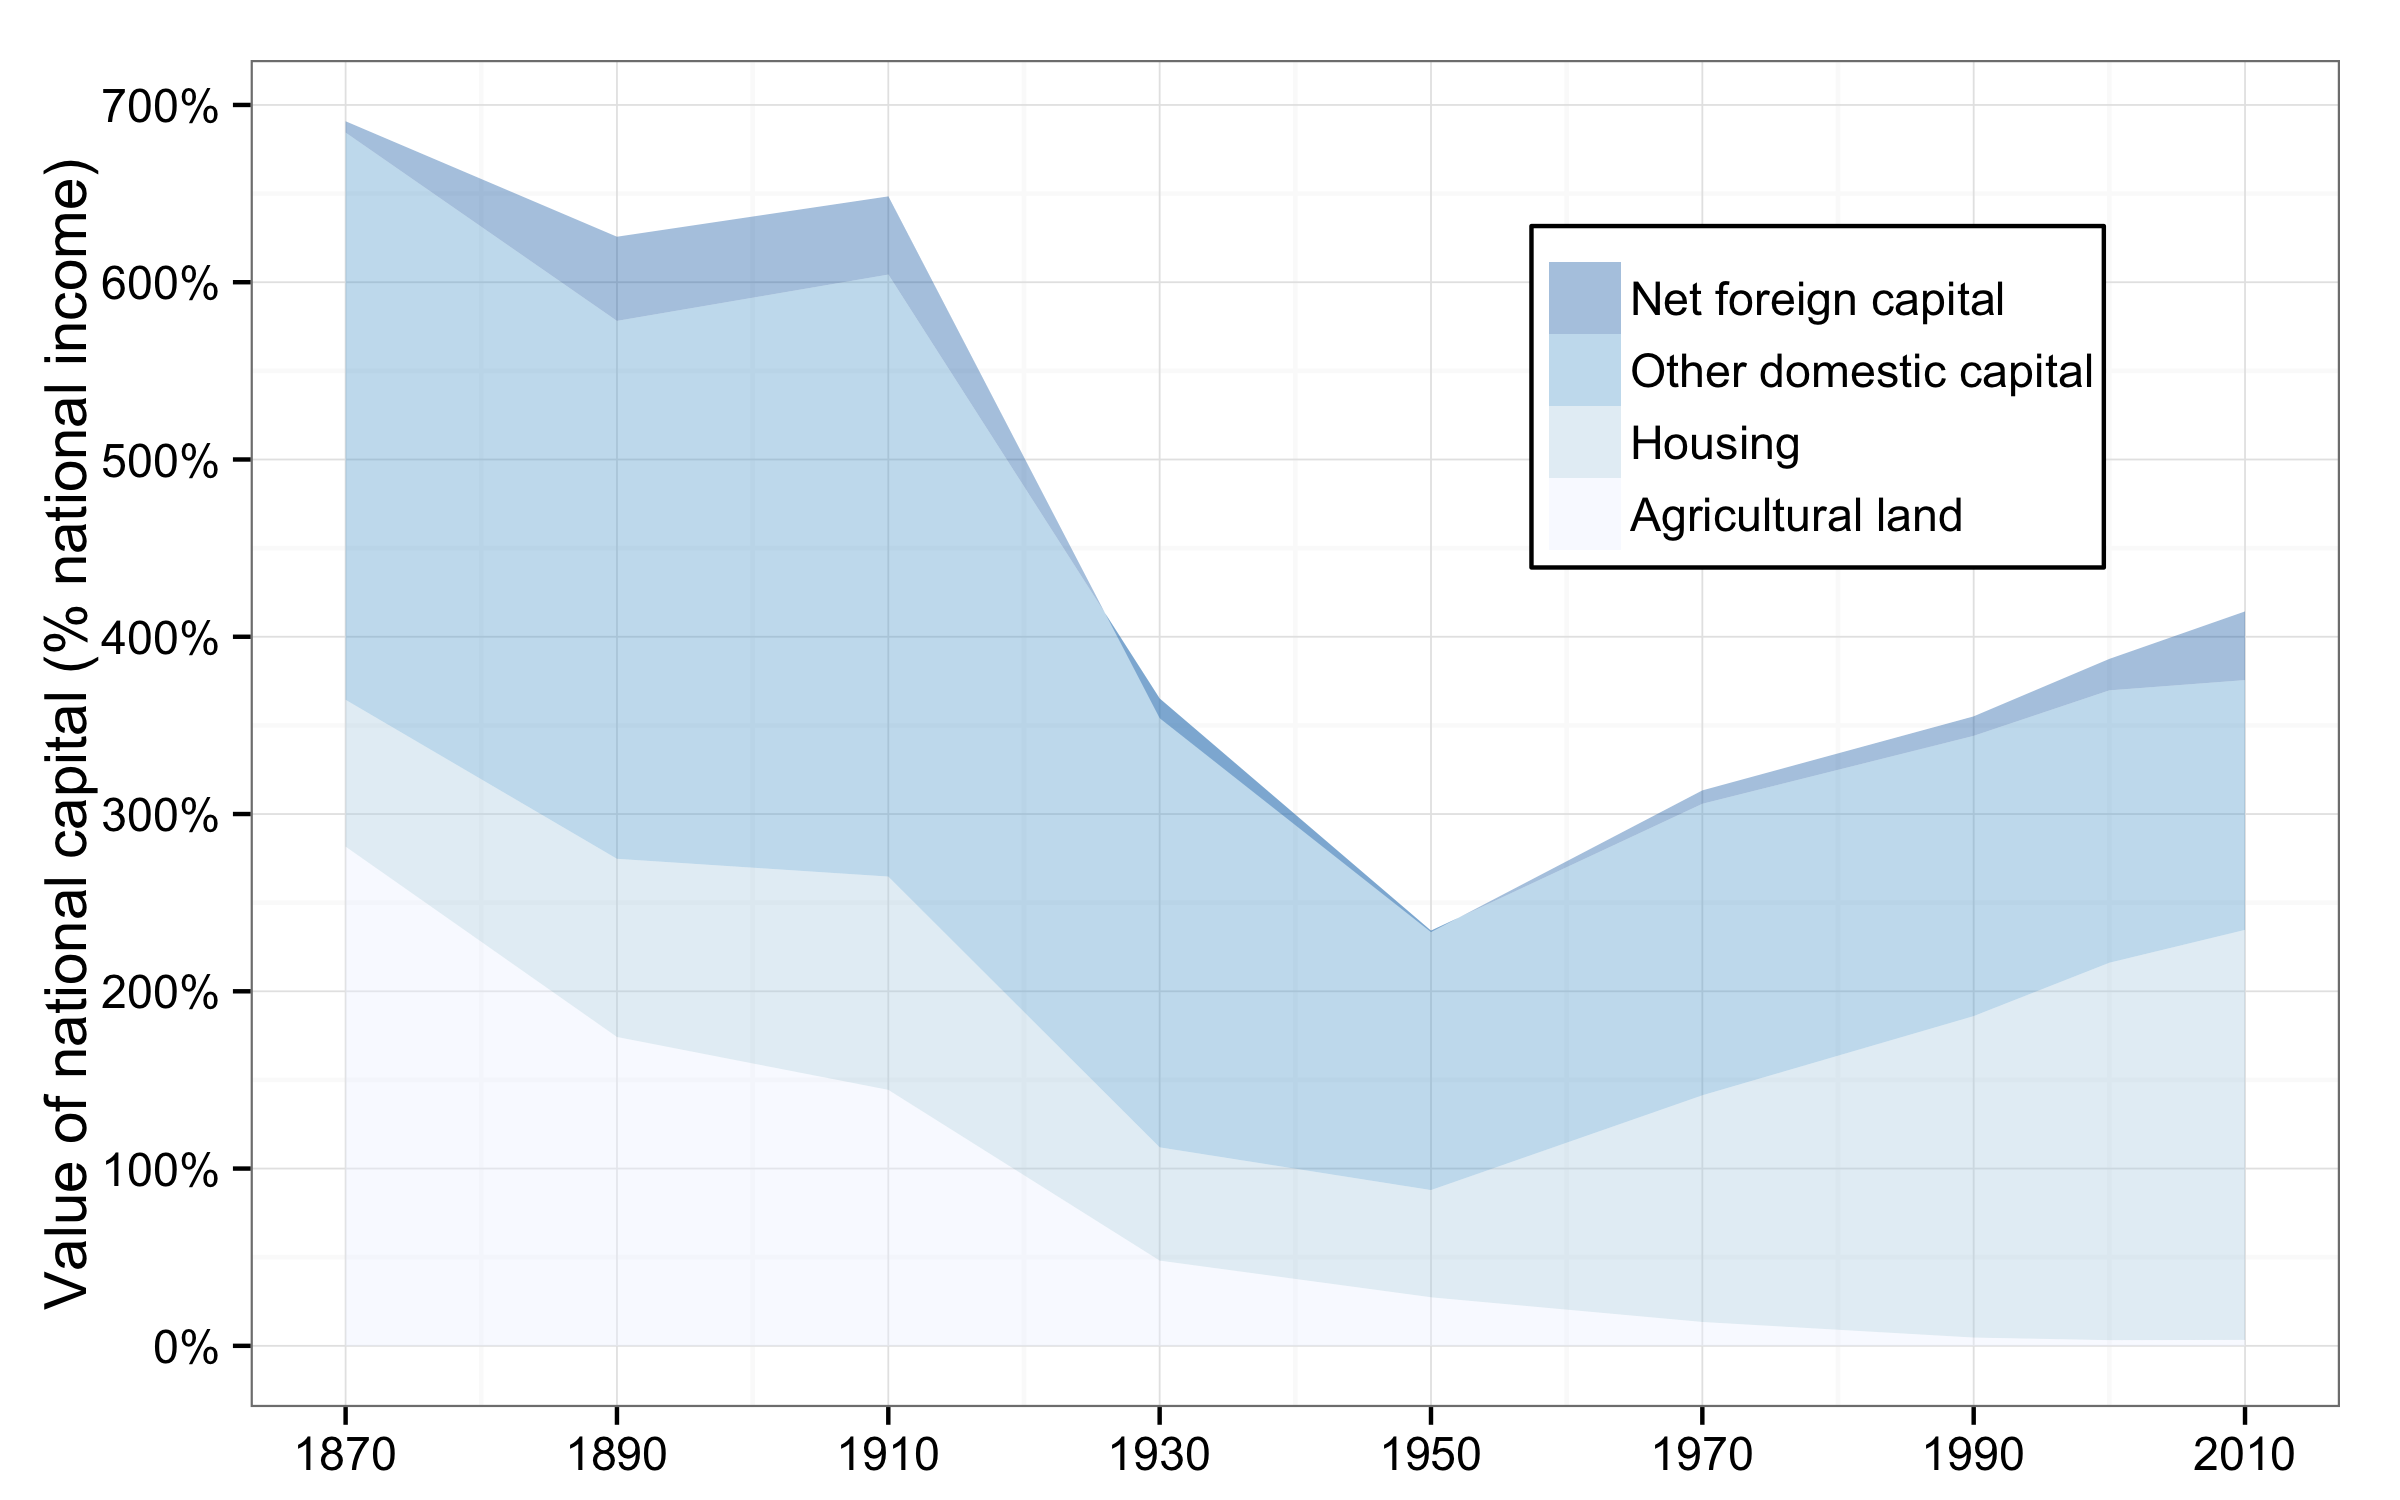 Value of national capital (% national income)
700%
600%
500%
400%
300%
200%
100%
0%
Net foreign capital
Other domestic capital
Housing
Agricultural land
1870 1890 1910 1930 1950 1970 1990 2010